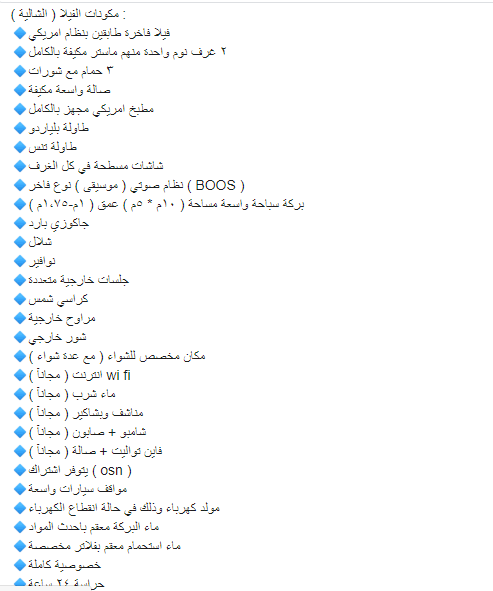 مكونات الفيلا ( الشالية ) :
🔷فيلا فاخرة طابقين بنظام امريكي
🔷٢ غرف نوم واحدة منهم ماستر مكيفة بالكامل
🔷٣ حمام مع شورات
🔷صالة واسعة مكيفة
🔷مطبخ امريكي مجهز بالكامل
🔷طاولة بلياردو
🔷طاولة تنس
🔷شاشات مسطحة في كل الغرف
🔷نظام صوتي ( موسيقى ) نوع فاخر ( BOOS )
🔷بركة سباحة واسعة مساحة ( ١٠م * ٥م ) عمق ( ١م-١،٧٥م )
🔷جاكوزي بارد
🔷شلال
🔷نوافير
🔷جلسات خارجية متعددة
🔷كراسي شمس
🔷مراوح خارجية
🔷شور خارجي
🔷مكان مخصص للشواء ( مع عدة شواء )
🔷انترنت ( مجاناً ) wi fi
🔷ماء شرب ( مجاناً )
🔷مناشف وبشاكير ( مجاناً )
🔷شامبو + صابون ( مجاناً )
🔷فاين تواليت + صالة ( مجاناً )
🔷يتوفر اشتراك ( osn )
🔷مواقف سيارات واسعة
🔷مولد كهرباء وذلك في حالة انقطاع الكهرباء
🔷ماء البركة معقم باحدث المواد
🔷ماء استحمام معقم بفلاتر مخصصة
🔷خصوصية كاملة
🔷حراسة ٢٤ ساعة